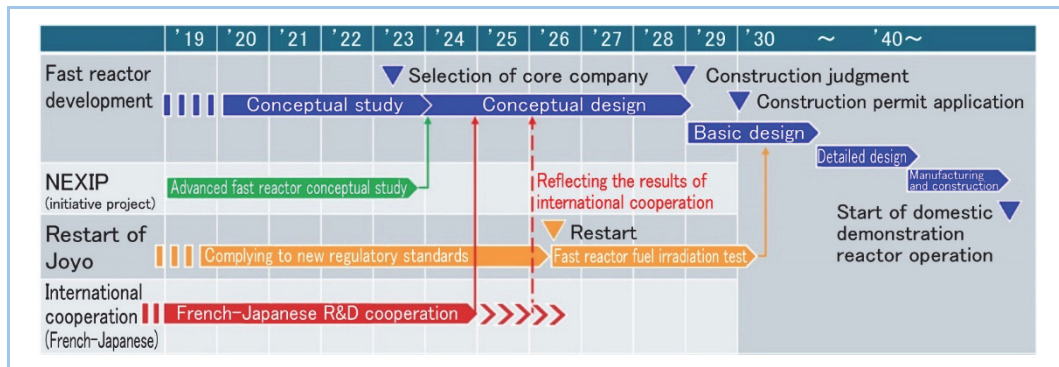 ’19 ’20 ’21 ’22 ’23 ’24 ’25 ’26 ’27 ’28 ’29 ’30 ～ ’40～
Fast reactor
development
Selection of core company
Construction judgment
Conceptual study
Conceptual design
Construction permit application
Basic design
Detailed design
Manufacturing
and construction
NEXIP
(initiative project)
Advanced fast reactor conceptual study
Reflecting the results of
international cooperation
Start of domestic
demonstration
reactor operation
Restart of
Joyo
Restart
Complying to new regulatory standards
Fast reactor fuel irradiation test
International
cooperation
(French-Japanese)
French-Japanese R&D cooperation